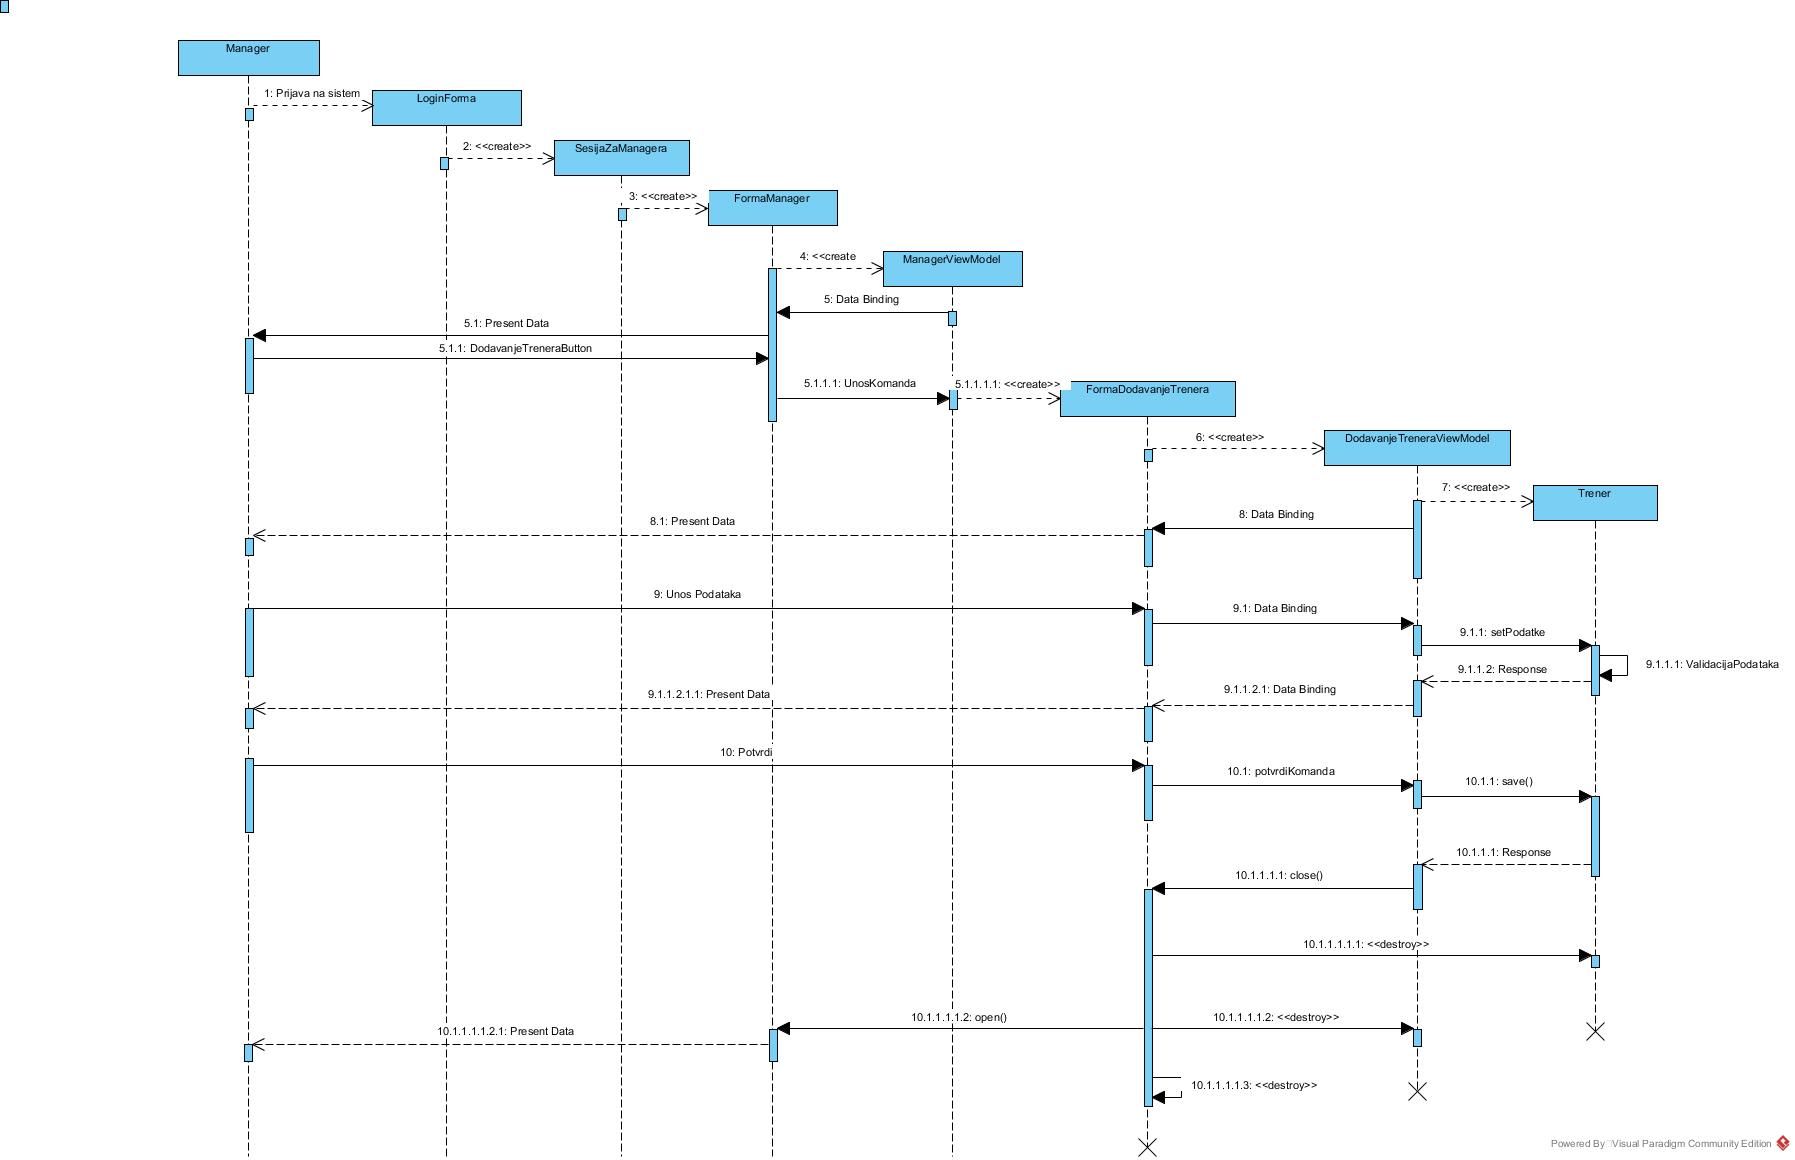 Manager
1: Prijava na sistem
LoginForma
2: <<create>>
SesijaZaManagera
3: <<create>>
FormaManager
4: <<create
ManagerViewModel
5: Data Binding
5.1: Present Data
5.1.1: DodavanjeTreneraButton
5.1.1.1: UnosKomanda
5.1.1.1.1: <<create>>
FormaDodavanjeTrenera
6: <<create>>
DodavanjeTreneraViewModel
7: <<create>>
Trener
8: Data Binding
8.1: Present Data
9: Unos Podataka
9.1: Data Binding
9.1.1: setPodatke
9.1.1.1: ValidacijaPodataka
9.1.1.2: Response
9.1.1.2.1: Data Binding
9.1.1.2.1.1: Present Data
10: Potvrdi
10.1: potvrdiKomanda
10.1.1: save()
10.1.1.1: Response
10.1.1.1.1: close()
10.1.1.1.1.1: <<destroy>>
10.1.1.1.1.2: open()
10.1.1.1.1.2: <<destroy>>
10.1.1.1.1.2.1: Present Data
10.1.1.1.1.3: <<destroy>>
Powered By Visual Paradigm Community Edition